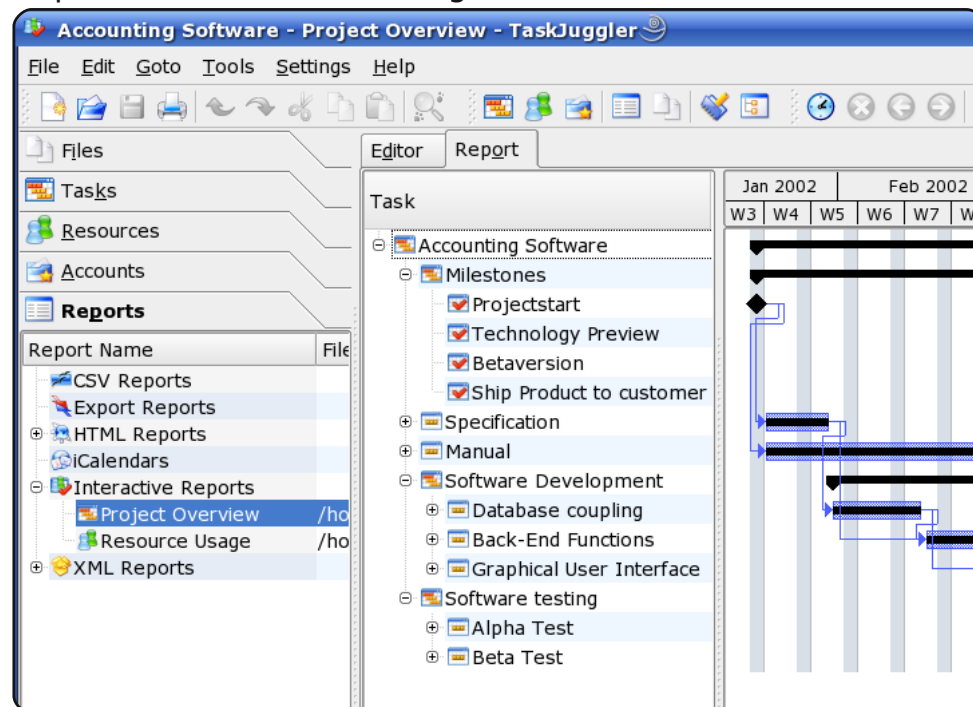 Accounting Software - Project Overview - TaskJuggler
File Edit Goto Tools Settings Help
Files
Tasks
Resources
Accounts
Reports
Report Name File
CSV Reports
Export Reports
HTML Reports
iCalendars
Interactive Reports
Project Overview /ho
Resource Usage /ho
XML Reports
Editor Report
Task
Accounting Software
Milestones
Projectstart
Technology Preview
Betaversion
Ship Product to customer
Specification
Manual
Software Development
Database coupling
Back-End Functions
Graphical User Interface
Software testing
Alpha Test
Beta Test
Jan 2002 Feb 2002
W3 W4 W5 W6 W7 W